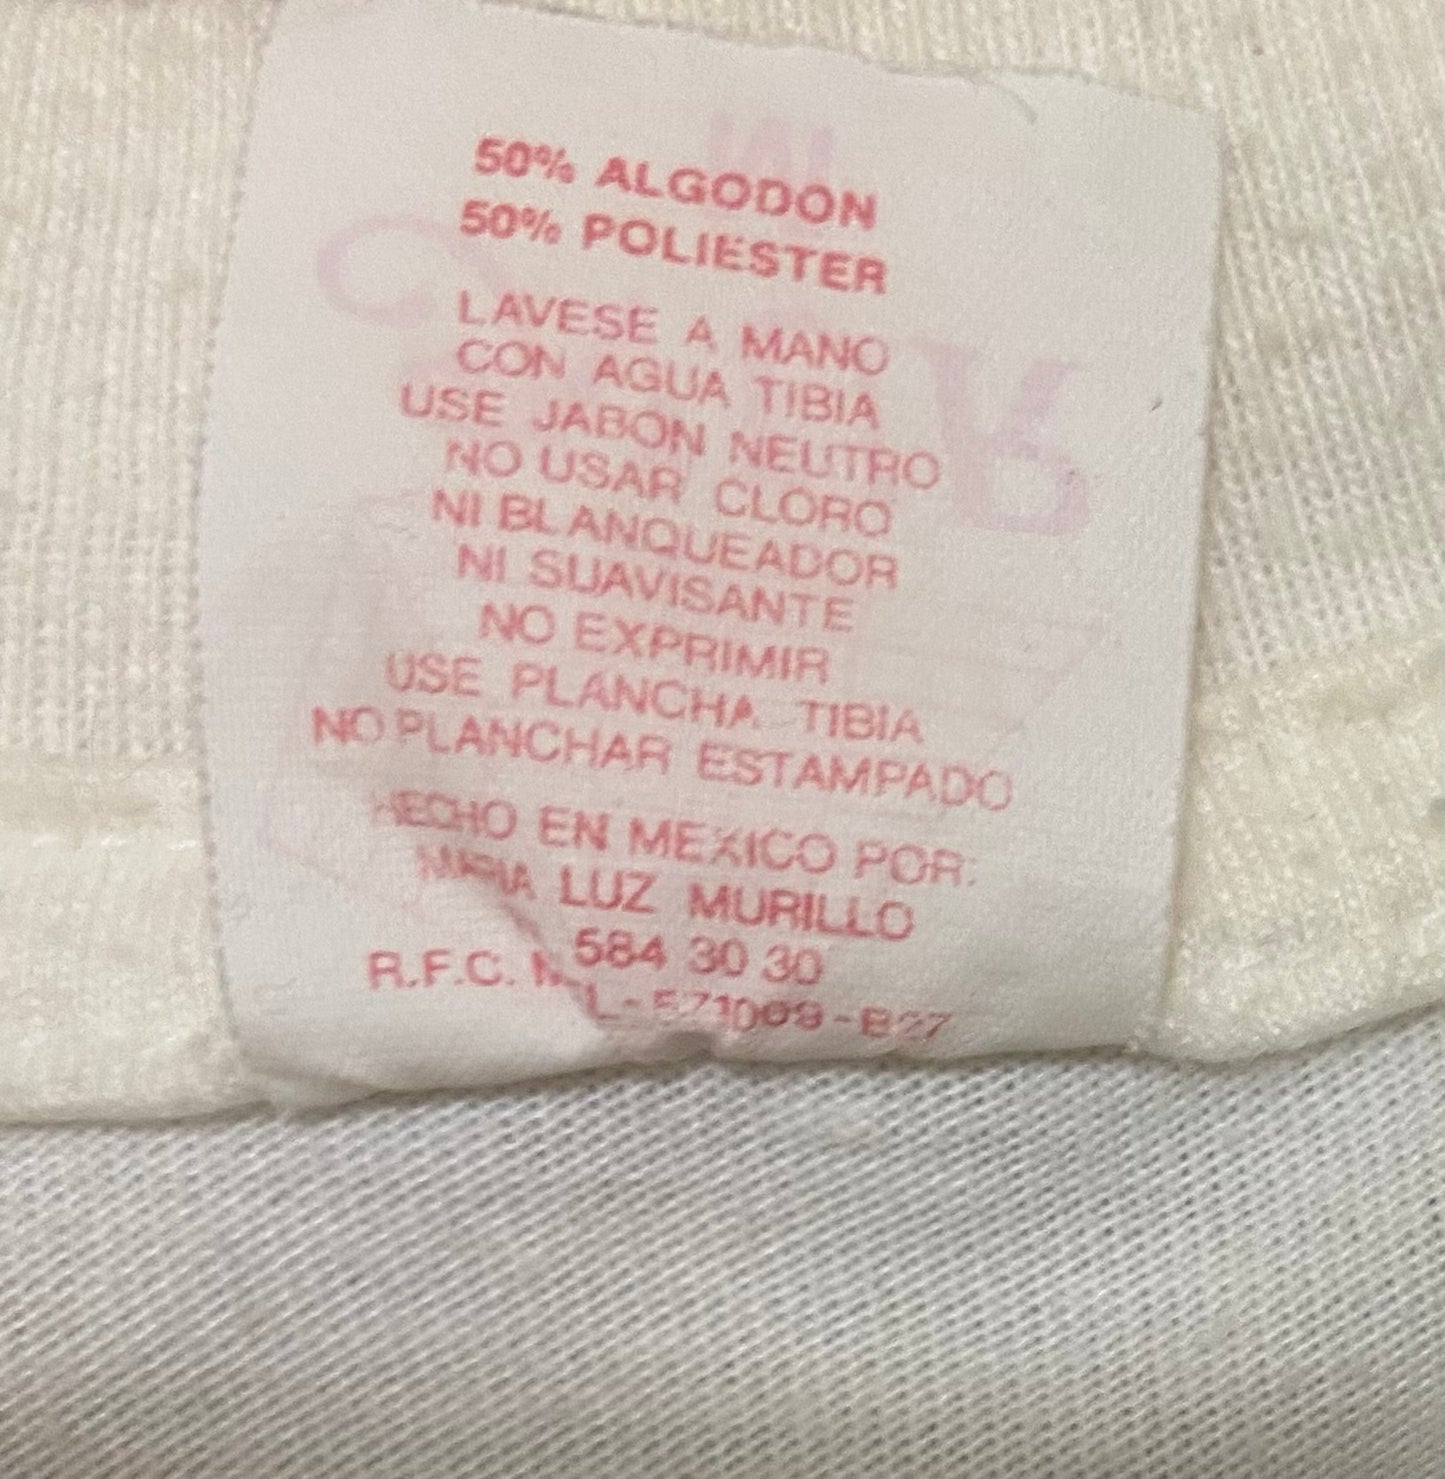 50% ALGODON
50% POLIESTER
LAVESE A MANO
CON AGUA TIBIA
USE JABON NEUTRO
NO USAR CLORO
NI BLANQUEADOR
NI SUAVISANTE
NO EXPRIMIR
USE PLANCHA TIBIA
NO PLANCHAR ESTAMPADO
HECHO EN MEXICO POR:
MARIA LUZ MURILLO
584 30 30
R.F.C.